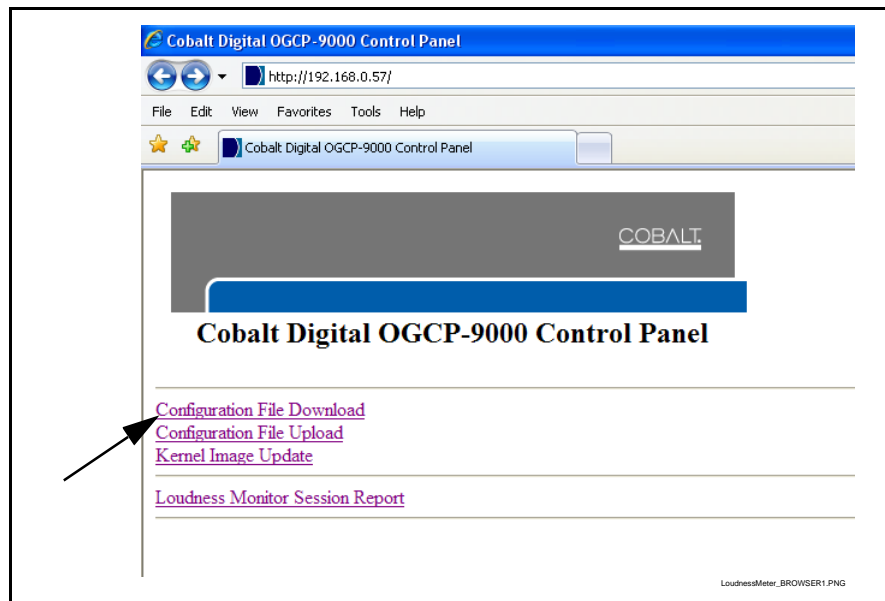 Cobalt Digital OGCP-9000 Control Panel
http://192.168.0.57/
File Edit View Favorites Tools Help
Cobalt Digital OGCP-9000 Control Panel
COBALT.
Cobalt Digital OGCP-9000 Control Panel
Configuration File Download
Configuration File Upload
Kernel Image Update
Loudness Monitor Session Report
LoudnessMeter_BROWSER1.PNG